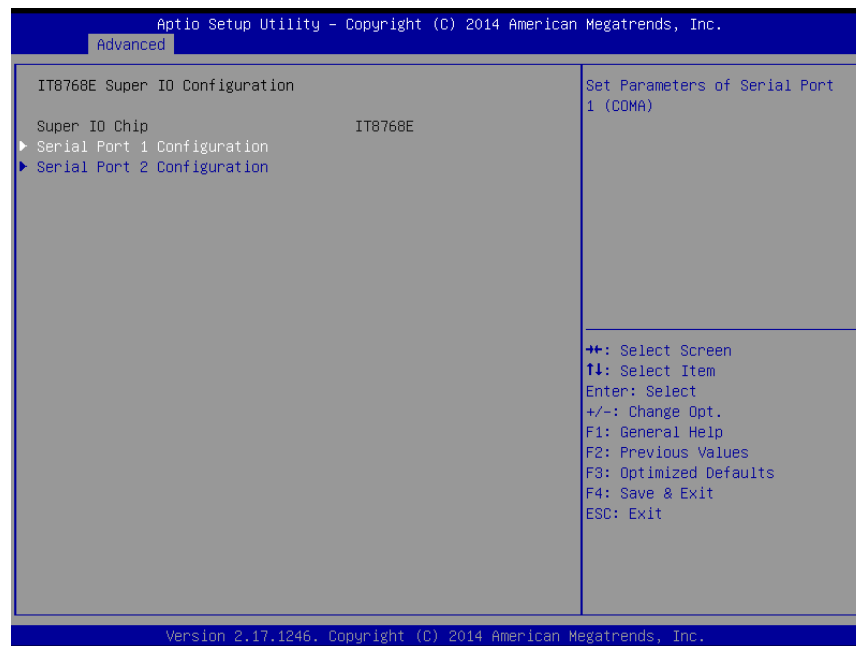 Aptio Setup Utility – Copyright (C) 2014 American Megatrends, Inc.
Advanced
IT8768E Super IO Configuration
Super IO Chip IT8768E
Serial Port 1 Configuration
Serial Port 2 Configuration
Set Parameters of Serial Port
1 (COMA)
→←: Select Screen
↑↓: Select Item
Enter: Select
+/-: Change Opt.
F1: General Help
F2: Previous Values
F3: Optimized Defaults
F4: Save & Exit
ESC: Exit
Version 2.17.1246. Copyright (C) 2014 American Megatrends, Inc.